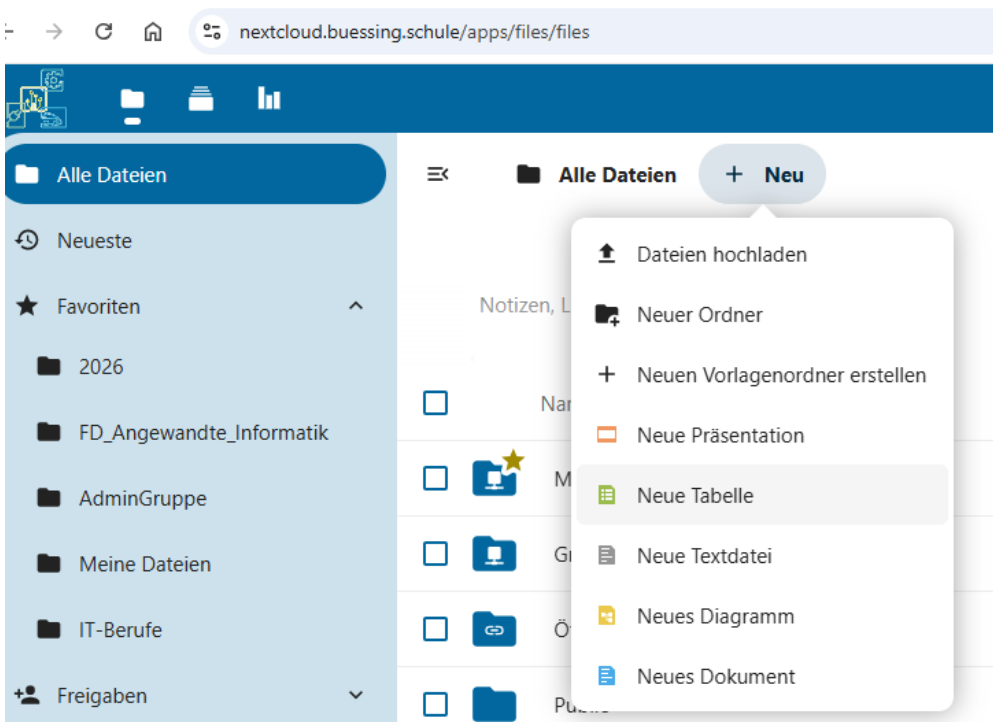 nextcloud.buessing.schule/apps/files/files
Alle Dateien
Neueste
Favoriten
2026
FD_Angewandte_Informatik
AdminGruppe
Meine Dateien
IT-Berufe
Freigaben
Alle Dateien
+ Neu
Notizen, L
Nar
M
G
Ö
Dateien hochladen
Neuer Ordner
Neuen Vorlagenordner erstellen
Neue Präsentation
Neue Tabelle
Neue Textdatei
Neues Diagramm
Neues Dokument